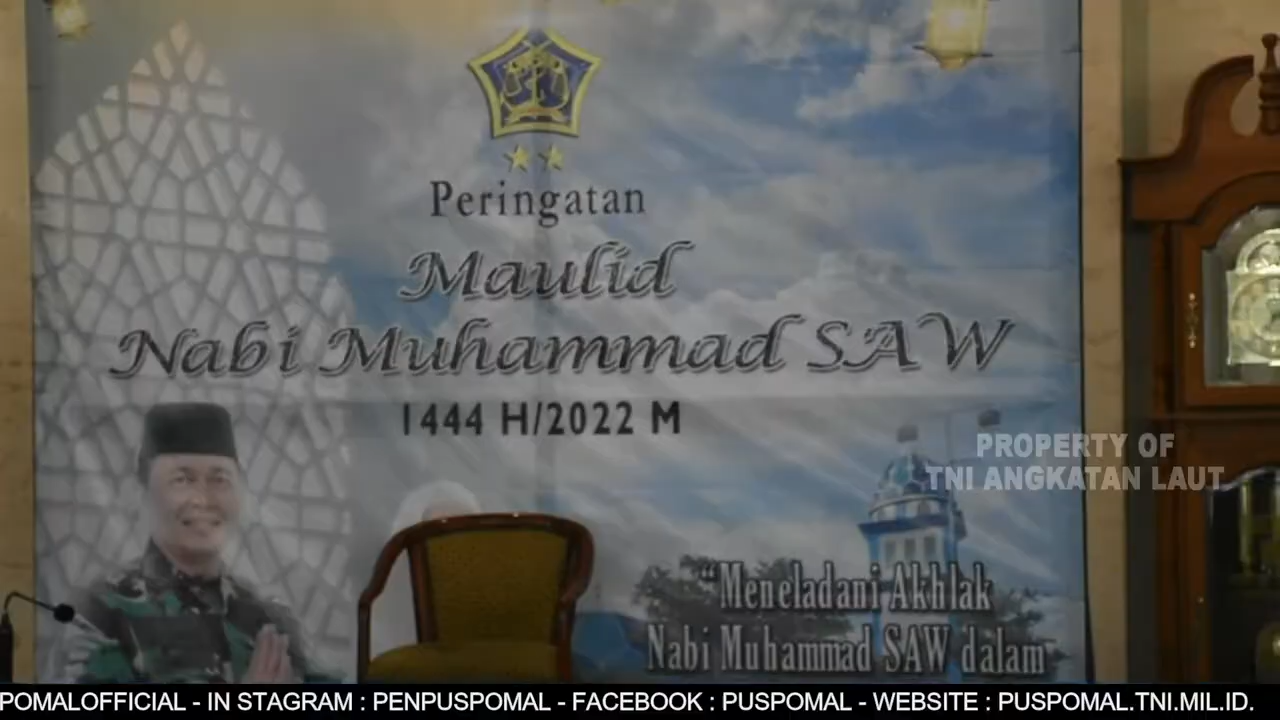 Peringatan
Maulid
Nabi Muhammad SAW
1444 H/2022 M
PROPERTY OF
TNI ANGKATAN LAUT
“Meneladani Akhlak
Nabi Muhammad SAW dalam
POMALOFFICIAL - IN STAGRAM : PENPUSPOMAL - FACEBOOK : PUSPOMAL - WEBSITE : PUSPOMAL.TNI.MIL.ID.